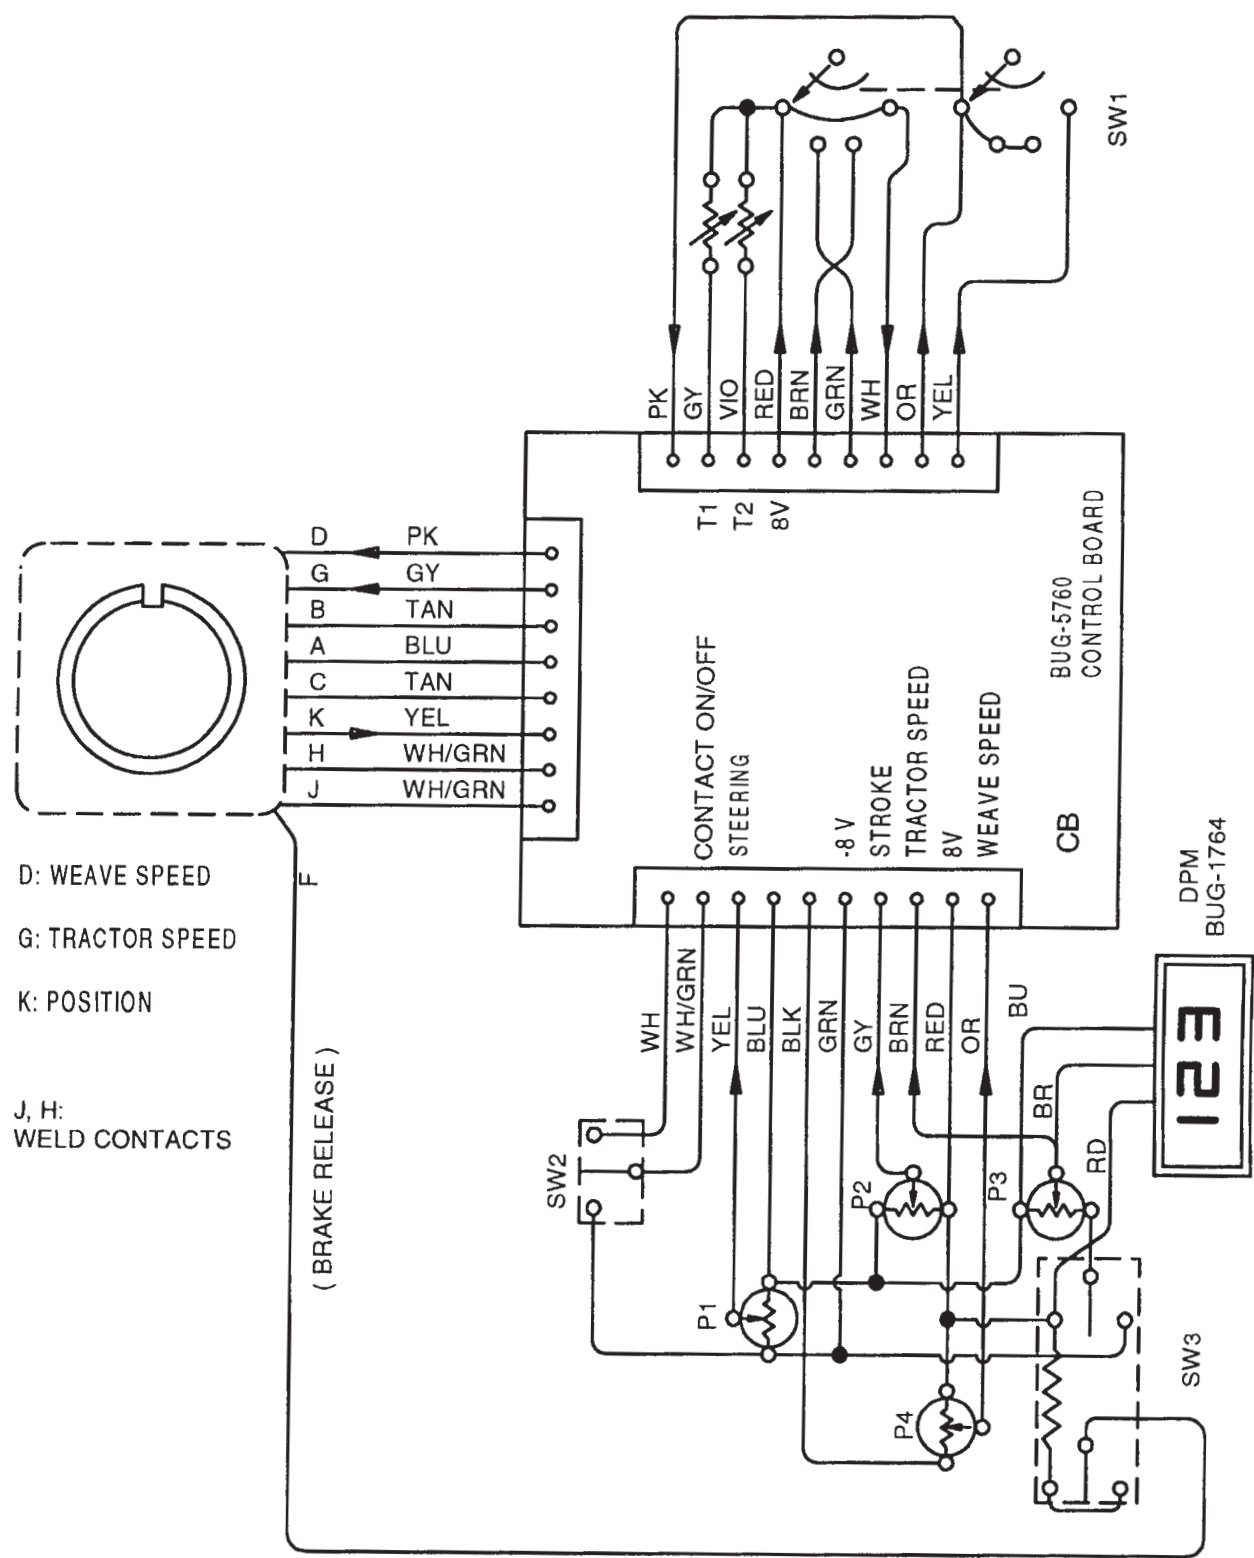 SW1
PK
GY
VIO
RED
BRN
GRN
WH
OR
YEL
T1
T2
8V
D PK
G GY
B TAN
A BLU
C TAN
K YEL
H WH/GRN
J WH/GRN
BUG-5760
CONTROL BOARD
CONTACT ON/OFF
STEERING
-8 V
STROKE
TRACTOR SPEED
8V
WEAVE SPEED
CB
D: WEAVE SPEED
G: TRACTOR SPEED
K: POSITION
J, H:
WELD CONTACTS
F
( BRAKE RELEASE )
WH
WH/GRN
YEL
BLU
BLK
GRN
GY
BRN
RED
OR
BU
BR
RD
DPM
BUG-1764
SW2
P1
P2
P3
P4
SW3